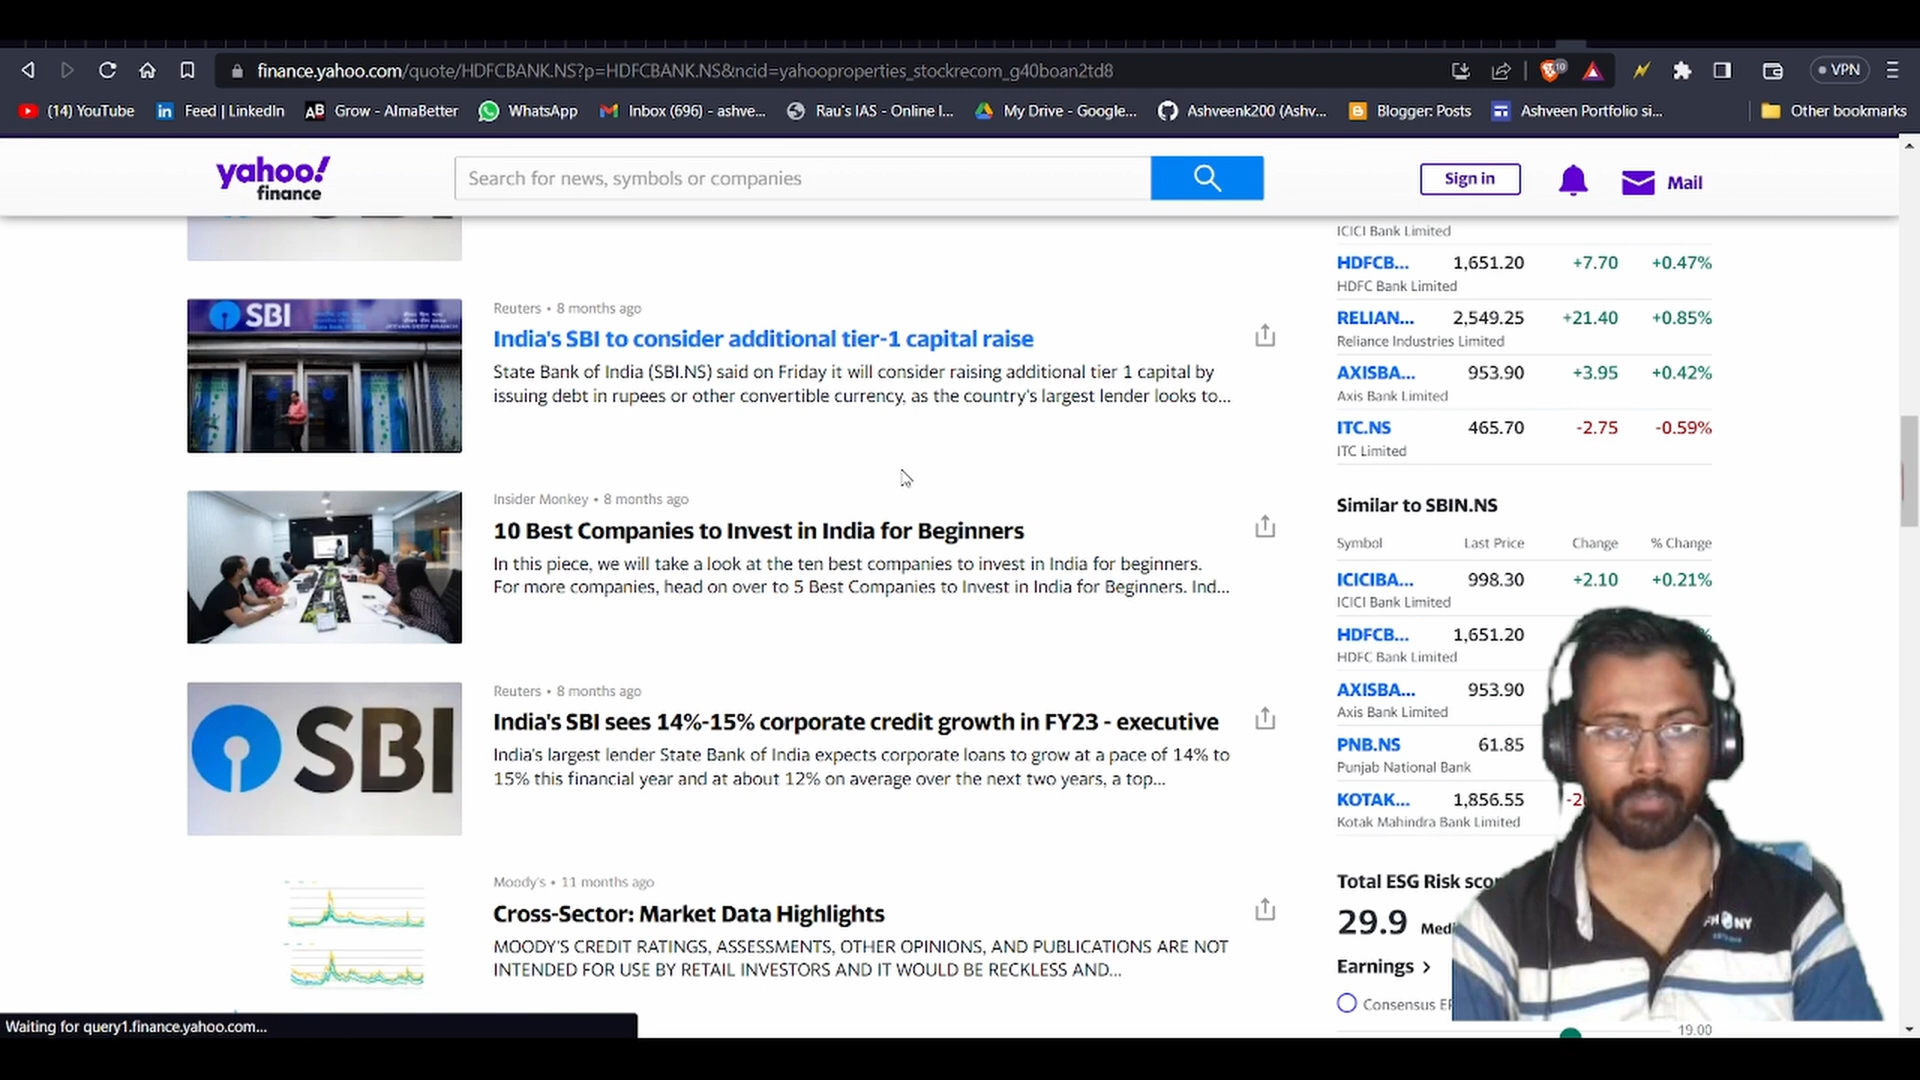 finance.yahoo.com/quote/HDFCBANK.NS?p=HDFCBANK.NS&ncid=yahooproperties_stockrecom_g40boan2td8
10
VPN
(14) YouTube
Feed | LinkedIn
Grow - AlmaBetter
WhatsApp
Inbox (696) - ashve...
Rau's IAS - Online l...
My Drive - Google...
Ashveenk200 (Ashv...
Blogger: Posts
Ashveen Portfolio si...
Other bookmarks
yahoo!
finance
Search for news, symbols or companies
Sign in
Mail
SBI
Reuters • 8 months ago
India's SBI to consider additional tier-1 capital raise
State Bank of India (SBI.NS) said on Friday it will consider raising additional tier 1 capital by
issuing debt in rupees or other convertible currency, as the country's largest lender looks to...
Insider Monkey • 8 months ago
10 Best Companies to Invest in India for Beginners
In this piece, we will take a look at the ten best companies to invest in India for beginners.
For more companies, head on over to 5 Best Companies to Invest in India for Beginners. Ind...
SBI
Reuters • 8 months ago
India's SBI sees 14%-15% corporate credit growth in FY23 - executive
India's largest lender State Bank of India expects corporate loans to grow at a pace of 14% to
15% this financial year and at about 12% on average over the next two years, a top...
Moody's • 11 months ago
Cross-Sector: Market Data Highlights
MOODY'S CREDIT RATINGS, ASSESSMENTS, OTHER OPINIONS, AND PUBLICATIONS ARE NOT
INTENDED FOR USE BY RETAIL INVESTORS AND IT WOULD BE RECKLESS AND...
ICICI Bank Limited
HDFCB... 1,651.20 +7.70 +0.47%
HDFC Bank Limited
RELIAN... 2,549.25 +21.40 +0.85%
Reliance Industries Limited
AXISBA... 953.90 +3.95 +0.42%
Axis Bank Limited
ITC.NS 465.70 -2.75 -0.59%
ITC Limited
Similar to SBIN.NS
Symbol Last Price Change % Change
ICICIBA... 998.30 +2.10 +0.21%
ICICI Bank Limited
HDFCB... 1,651.20 %
HDFC Bank Limited
AXISBA... 953.90
Axis Bank Limited
PNB.NS 61.85
Punjab National Bank
KOTAK... 1,856.55
Kotak Mahindra Bank Limited
Total ESG Risk
29.9
Earnings
Consensus
19.00
Waiting for query1.finance.yahoo.com...